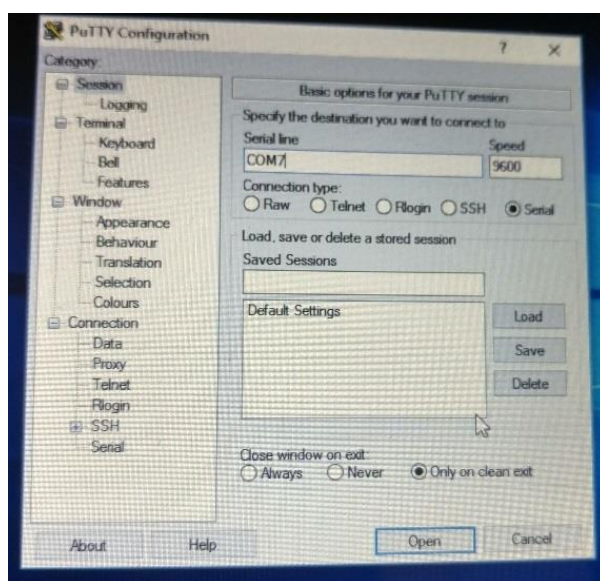 PuTTY Configuration
? ×
Category:
Session
Logging
Terminal
Keyboard
Bell
Features
Window
Appearance
Behaviour
Translation
Selection
Colours
Connection
Data
Proxy
Telnet
Rlogin
SSH
Serial
Basic options for your PuTTY session
Specify the destination you want to connect to
Serial line Speed
COM7 9600
Connection type:
Raw Telnet Rlogin SSH Serial
Load, save or delete a stored session
Saved Sessions
Default Settings
Load
Save
Delete
Close window on exit:
Always Never Only on clean exit
About Help Open Cancel